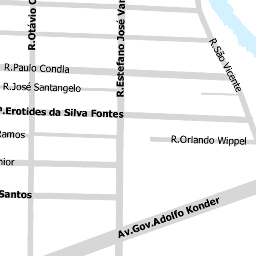 R.Otávio
R.Estefano José Var
R.São Vicente
R.Paulo Condla
R.José Santangelo
P.Erotides da Silva Fontes
Ramos
R.Orlando Wippel
nior
Santos
Av.Gov.Adolfo Konder